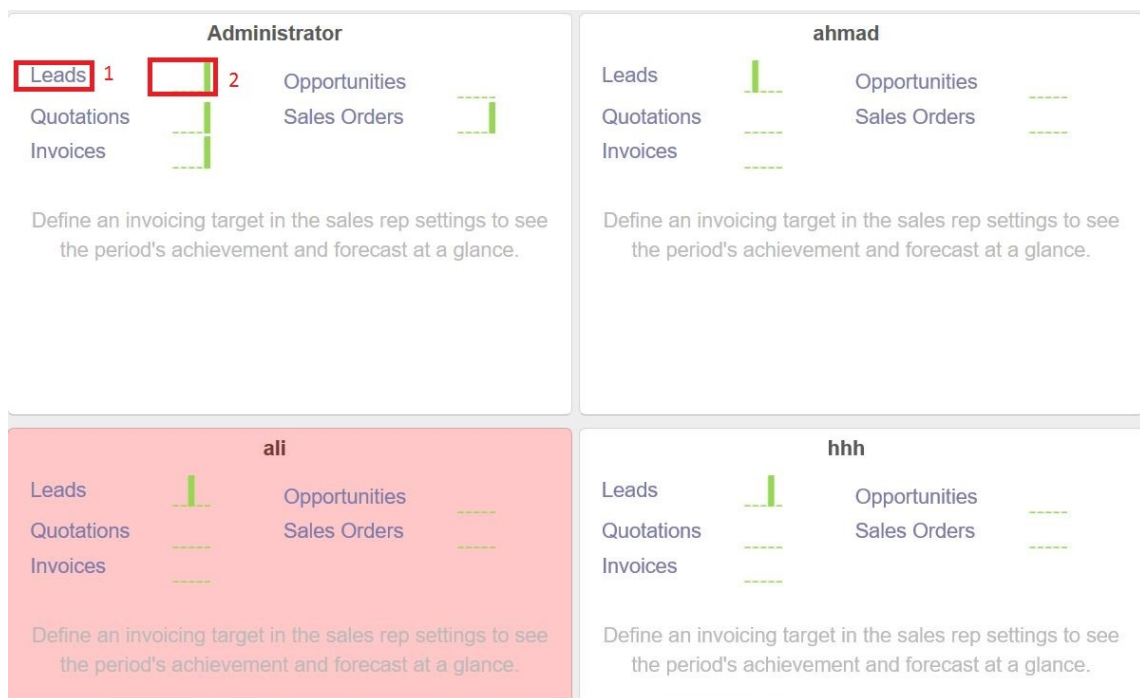 Administrator
Leads 1 2 Opportunities
Quotations Sales Orders
Invoices
Define an invoicing target in the sales rep settings to see
the period's achievement and forecast at a glance.
ahmad
Leads Opportunities
Quotations Sales Orders
Invoices
Define an invoicing target in the sales rep settings to see
the period's achievement and forecast at a glance.
ali
Leads Opportunities
Quotations Sales Orders
Invoices
Define an invoicing target in the sales rep settings to see
the period's achievement and forecast at a glance.
hhh
Leads Opportunities
Quotations Sales Orders
Invoices
Define an invoicing target in the sales rep settings to see
the period's achievement and forecast at a glance.